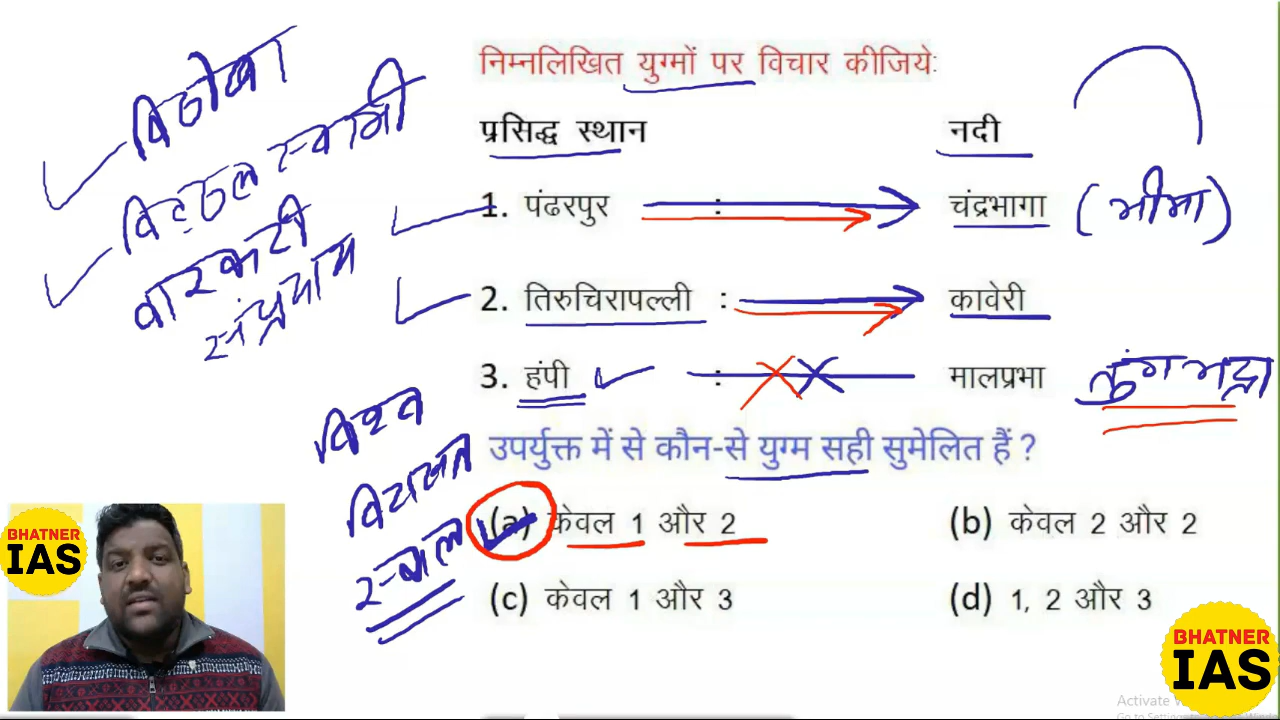 विठोबा
विट्ठल स्वामी
वारकरी
संप्रदाय
निम्नलिखित युग्मों पर विचार कीजिये:
प्रसिद्ध स्थान नदी
1. पंढरपुर : चंद्रभागा (भीमा)
2. तिरुचिरापल्ली : कावेरी
3. हंपी : मालप्रभा तुंगभद्रा
विश्व
विरासत
स्थल
उपर्युक्त में से कौन-से युग्म सही सुमेलित हैं ?
(a) केवल 1 और 2 (b) केवल 2 और 2
(c) केवल 1 और 3 (d) 1, 2 और 3
BHATNER
IAS
BHATNER
IAS
Activate